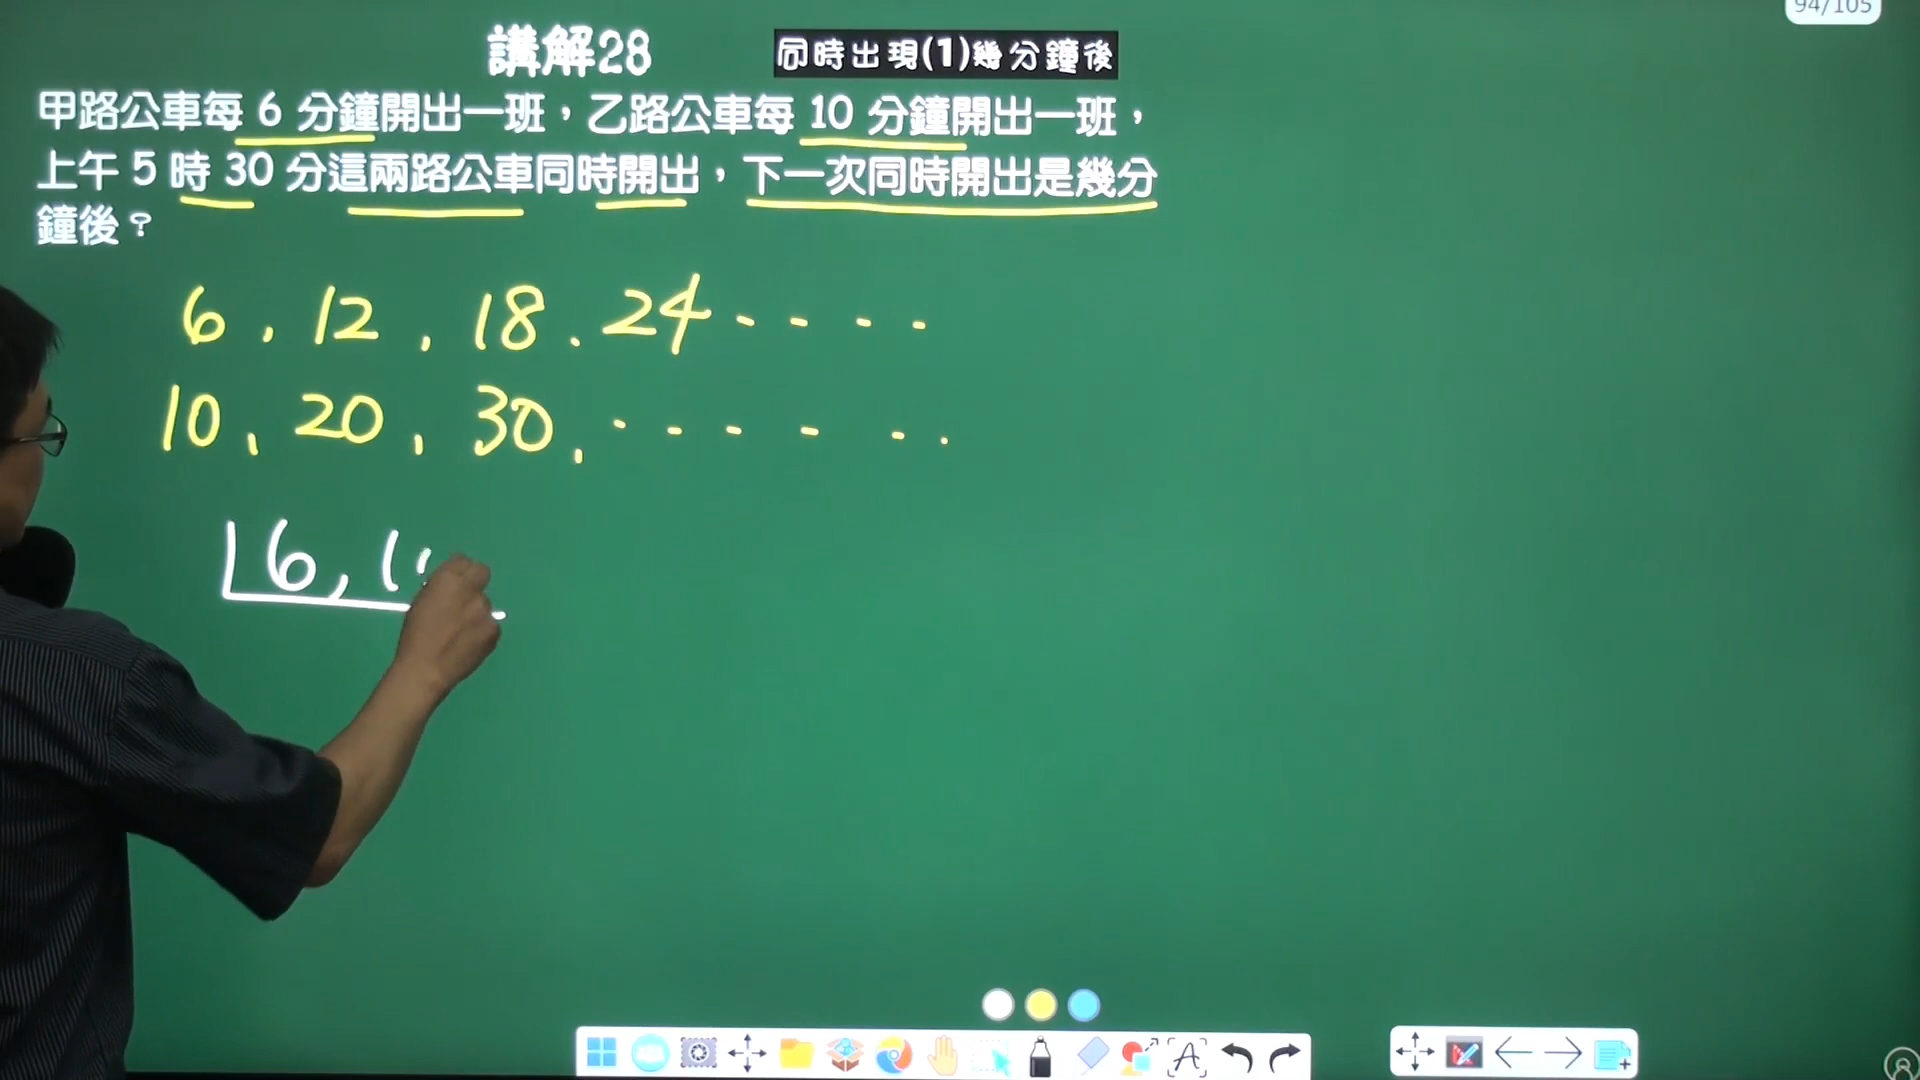 94/105
講解28 同時出現(1)幾分鐘後
甲路公車每 6 分鐘開出一班，乙路公車每 10 分鐘開出一班，
上午 5 時 30 分這兩路公車同時開出，下一次同時開出是幾分
鐘後？
6 , 12 , 18 , 24 - - - -
10 , 20 , 30 , - - - - - -
6 , 1